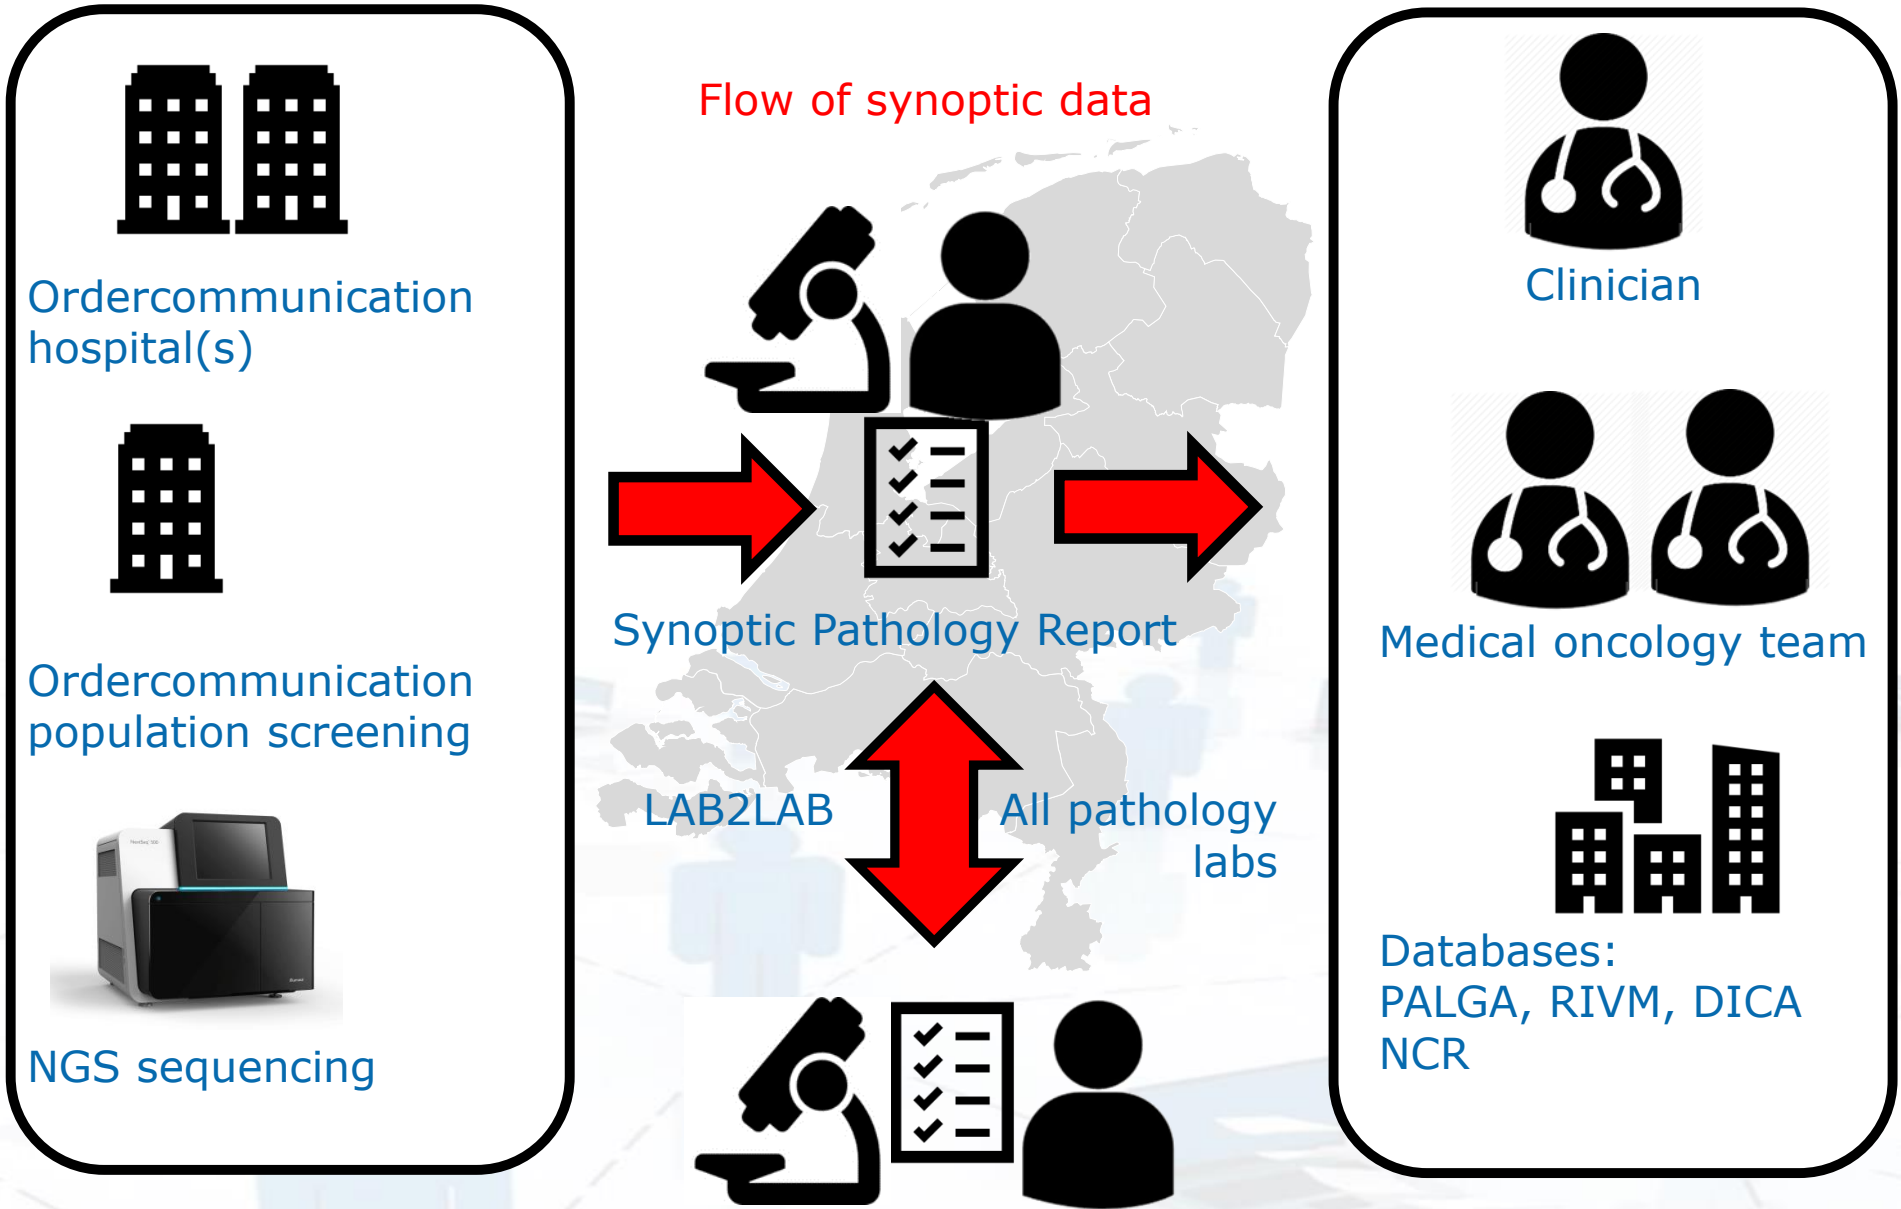 Flow of synoptic data
Ordercommunication
hospital(s)
Ordercommunication
population screening
NGS sequencing
Synoptic Pathology Report
LAB2LAB
All pathology
labs
Clinician
Medical oncology team
Databases:
PALGA, RIVM, DICA
NCR